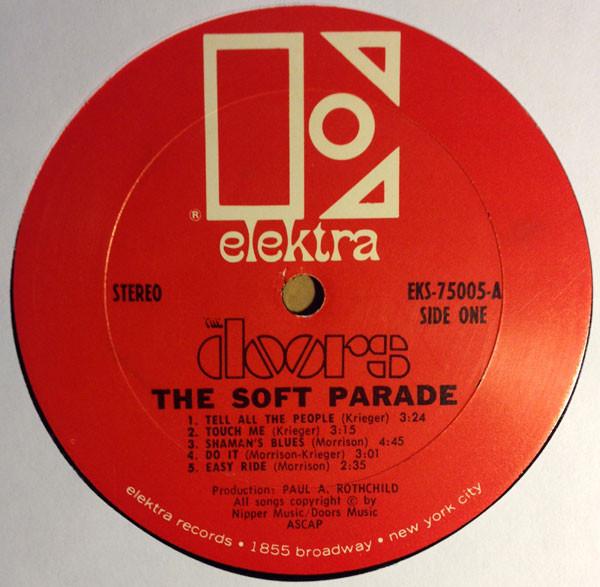 ® elektra
STEREO
EKS-75005-A
SIDE ONE
THE
doors
THE SOFT PARADE
1. TELL ALL THE PEOPLE (Krieger) 3:24
2. TOUCH ME (Krieger) 3:15
3. SHAMAN'S BLUES (Morrison) 4:45
4. DO IT (Morrison-Krieger) 3:01
5. EASY RIDE (Morrison) 2:35
Production: PAUL A. ROTHCHILD
All songs copyright © by
Nipper Music/Doors Music
ASCAP
elektra records • 1855 broadway • new york city